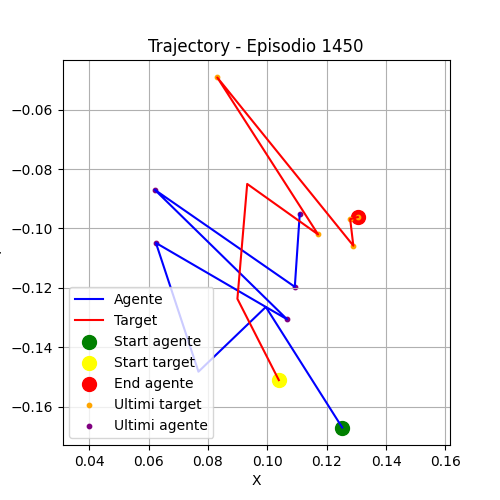 Trajectory - Episodio 1450
−0.06
−0.08
−0.10
−0.12
−0.14
−0.16
Agente
Target
Start agente
Start target
End agente
Ultimi target
Ultimi agente
0.04 0.06 0.08 0.10 0.12 0.14 0.16
X